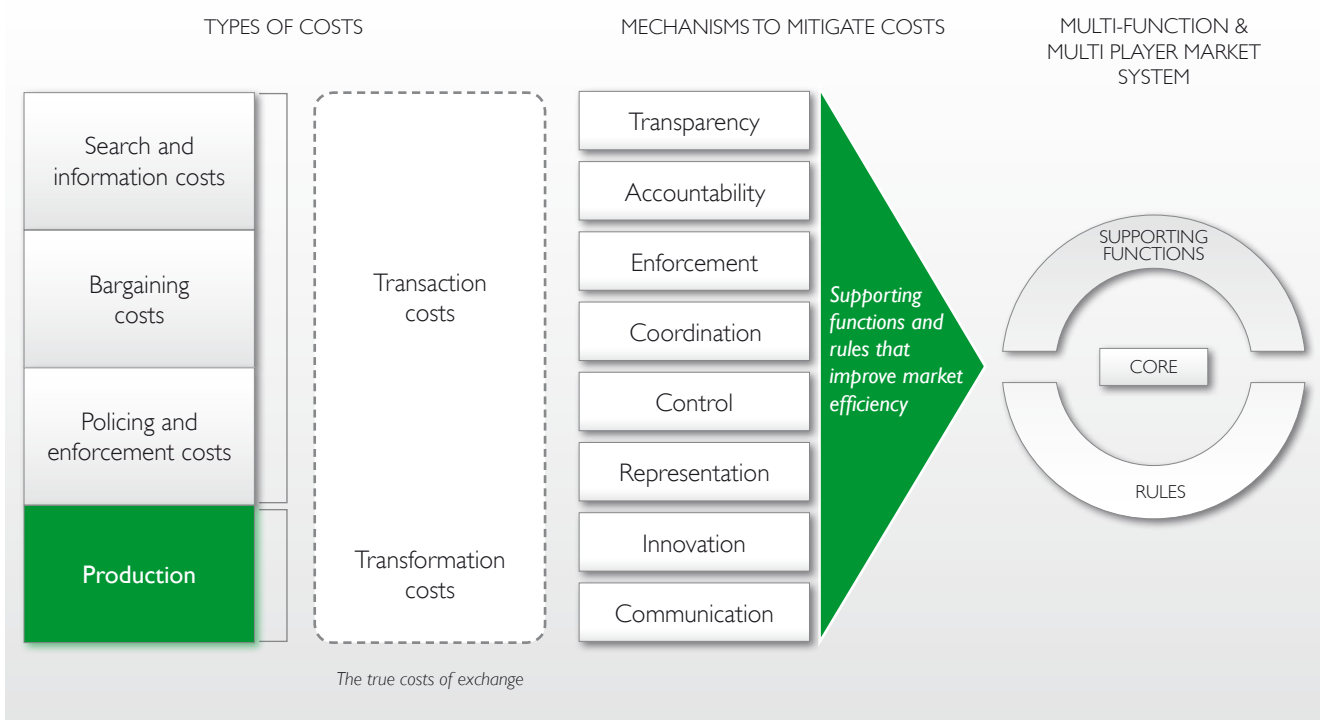 TYPES OF COSTS
MECHANISMS TO MITIGATE COSTS
MULTI-FUNCTION &
MULTI PLAYER MARKET
SYSTEM
Search and
information costs
Bargaining
costs
Policing and
enforcement costs
Production
Transaction
costs
Transformation
costs
The true costs of exchange
Transparency
Accountability
Enforcement
Coordination
Control
Representation
Innovation
Communication
Supporting
functions and
rules that
improve market
efficiency
SUPPORTING
FUNCTIONS
CORE
RULES